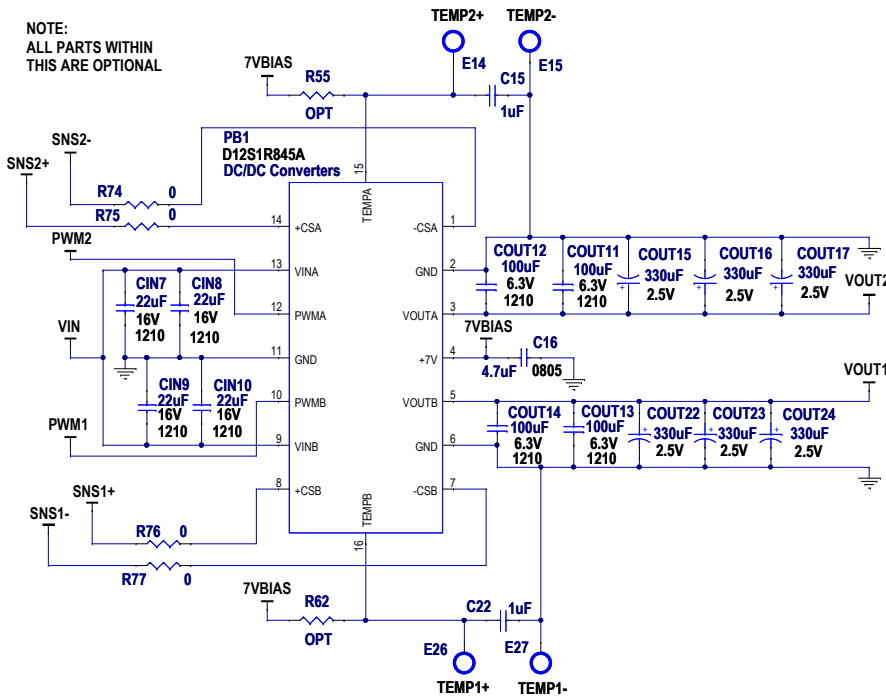 NOTE:
ALL PARTS WITHIN
THIS ARE OPTIONAL
TEMP2+
TEMP2-
E14
E15
7VBIAS
R55
OPT
C15
1uF
PB1
D12S1R845A
DC/DC Converters
SNS2-
SNS2+
R74
0
R75
0
PWM2
VIN
PWM1
CIN7
22uF
16V
1210
CIN8
22uF
16V
1210
CIN9
22uF
16V
1210
CIN10
22uF
16V
1210
15
TEMPA
14
+CSA
13
VINA
12
PWMA
11
GND
10
PWMB
9
VINB
8
+CSB
TEMPB
16
-CSA
1
GND
2
VOUTA
3
+7V
4
VOUTB
5
GND
6
-CSB
7
COUT12
100uF
6.3V
1210
COUT11
100uF
6.3V
1210
COUT15
330uF
2.5V
COUT16
330uF
2.5V
COUT17
330uF
2.5V
VOUT2
7VBIAS
C16
4.7uF
0805
VOUT1
COUT14
100uF
6.3V
1210
COUT13
100uF
6.3V
1210
COUT22
330uF
2.5V
COUT23
330uF
2.5V
COUT24
330uF
2.5V
SNS1+
SNS1-
R76
0
R77
0
7VBIAS
R62
OPT
C22
1uF
E26
E27
TEMP1+
TEMP1-